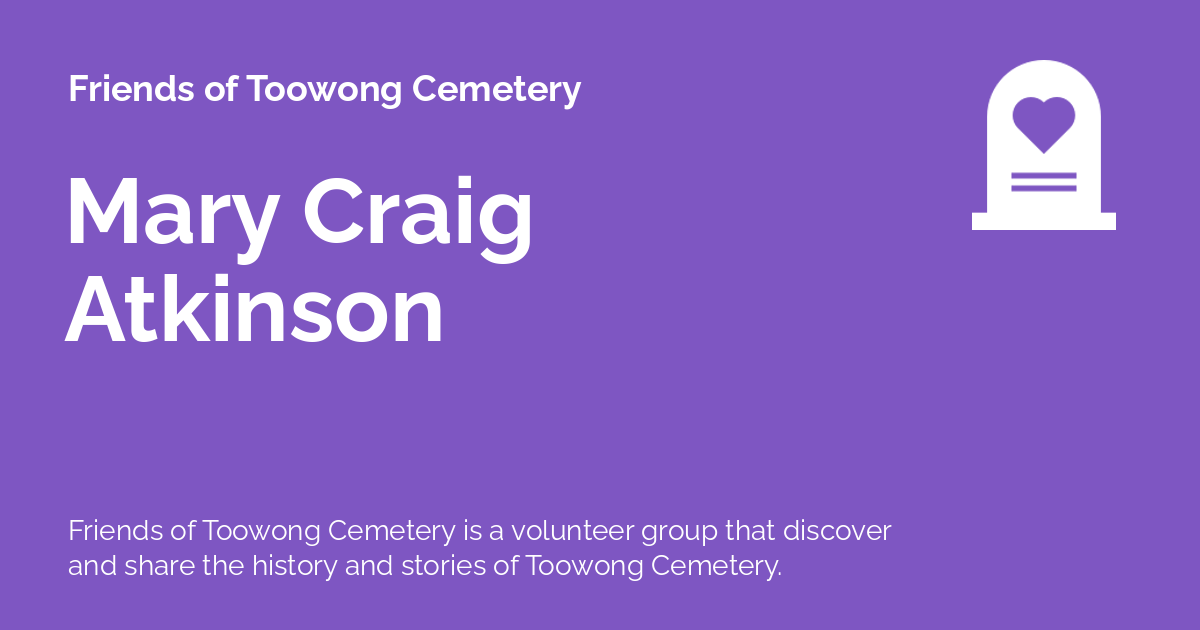 Friends of Toowong Cemetery
Mary Craig
Atkinson
Friends of Toowong Cemetery is a volunteer group that discover
and share the history and stories of Toowong Cemetery.